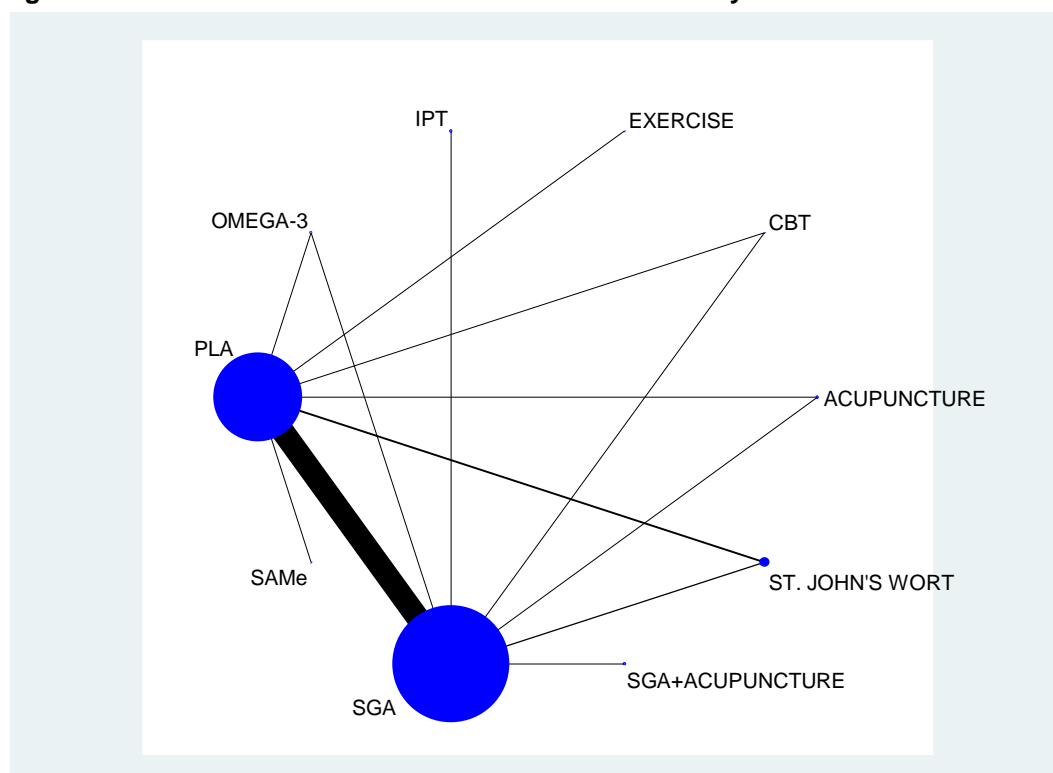 IPT
EXERCISE
OMEGA-3
CBT
PLA
ACUPUNCTURE
SAMe
ST. JOHN'S WORT
SGA+ACUPUNCTURE
SGA